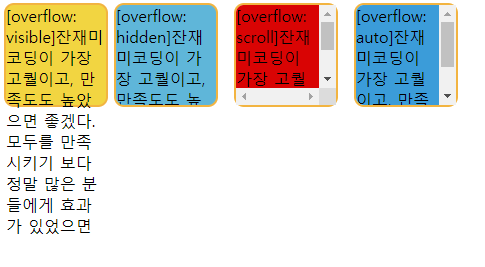 [overflow:
visible]잔재미
코딩이 가장
고퀄이고, 만
족도도 높았
으면 좋겠다.
모두를 만족
시키기 보다
정말 많은 분
들에게 효과
가 있었으면
[overflow:
hidden]잔재
미코딩이 가
장 고퀄이고,
만족도도 높
[overflow:
scroll]잔재
미코딩이
가장 고퀄
[overflow:
auto]잔재
미코딩이
가장 고퀄
이고, 만족